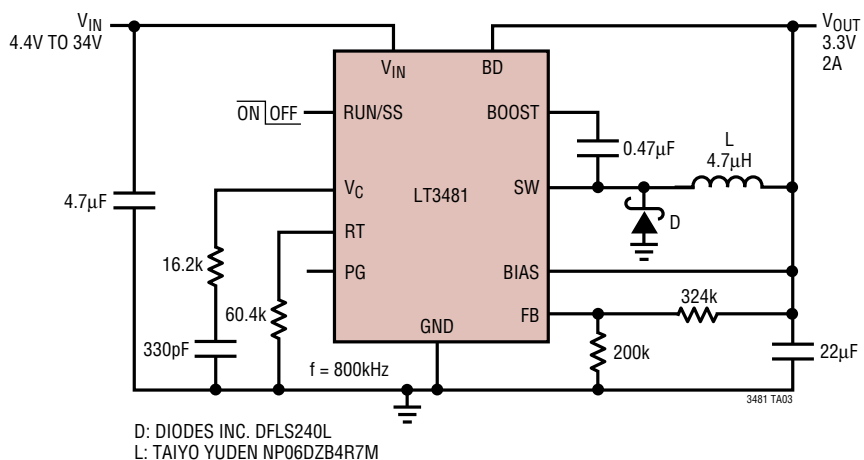 VIN
4.4V TO 34V
VOUT
3.3V
2A
VIN
BD
ON OFF
RUN/SS
BOOST
0.47µF
L
4.7µH
4.7µF
VC
LT3481
SW
D
RT
16.2k
PG
BIAS
60.4k
324k
FB
GND
330pF
f = 800kHz
200k
22µF
3481 TA03
D: DIODES INC. DFLS240L
L: TAIYO YUDEN NP06DZB4R7M